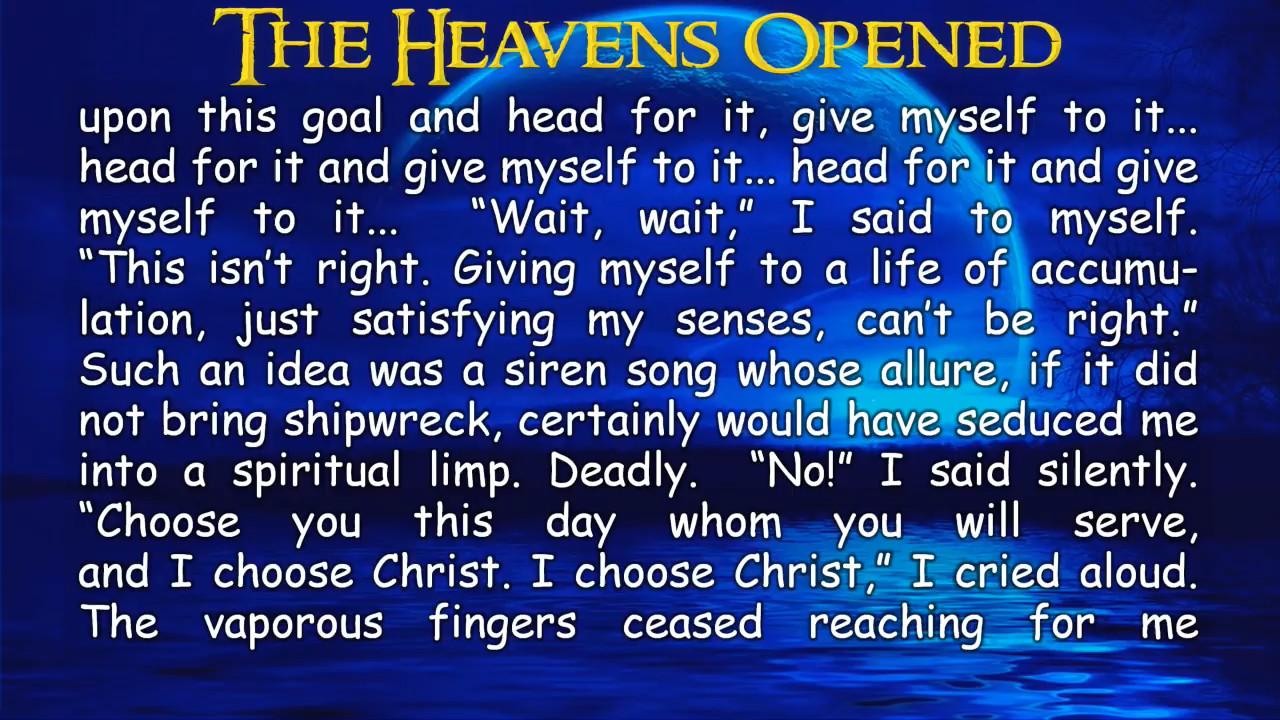 THE HEAVENS OPENED
upon this goal and head for it, give myself to it...
head for it and give myself to it... head for it and give
myself to it... “Wait, wait,” I said to myself.
“This isn’t right. Giving myself to a life of accumu-
lation, just satisfying my senses, can’t be right.”
Such an idea was a siren song whose allure, if it did
not bring shipwreck, certainly would have seduced me
into a spiritual limp. Deadly. “No!” I said silently.
“Choose you this day whom you will serve,
and I choose Christ. I choose Christ,” I cried aloud.
The vaporous fingers ceased reaching for me